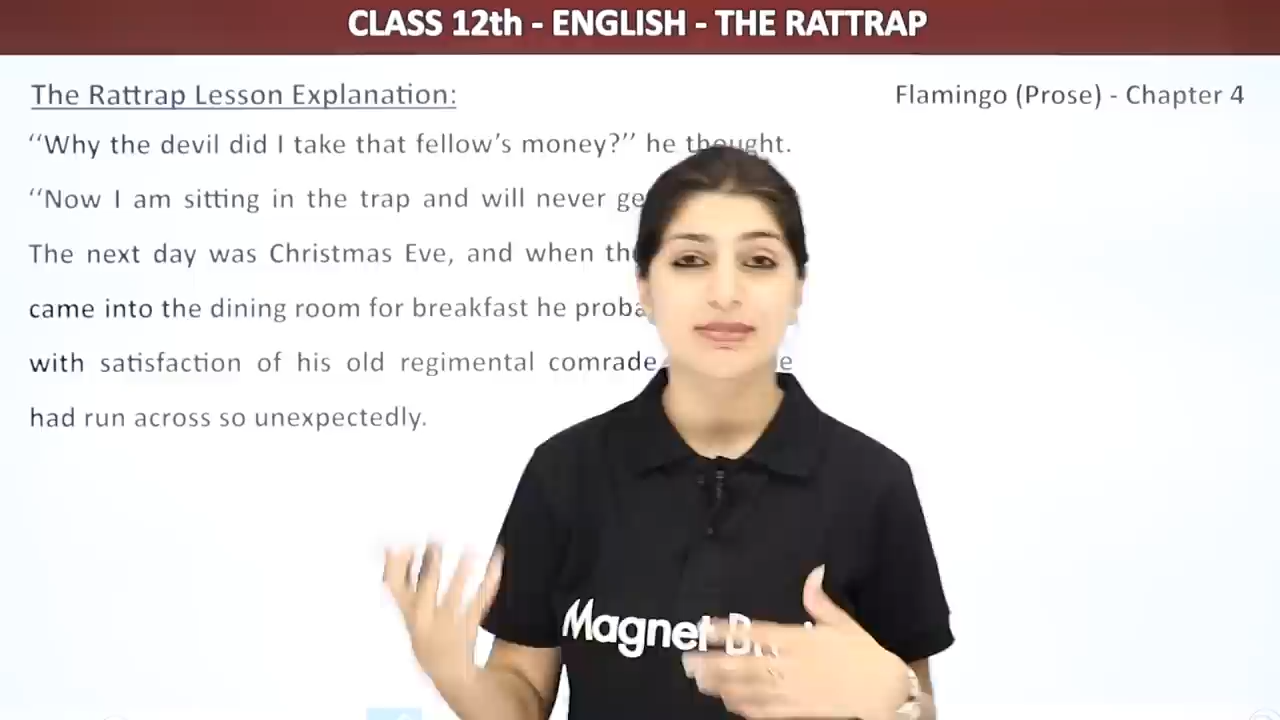 CLASS 12th - ENGLISH - THE RATTRAP
The Rattrap Lesson Explanation:
Flamingo (Prose) - Chapter 4
‘‘Why the devil did I take that fellow’s money?’’ he thought.
‘‘Now I am sitting in the trap and will never
The next day was Christmas Eve, and when
came into the dining room for breakfast he
with satisfaction of his old regimental comrade
had run across so unexpectedly.
Magnet